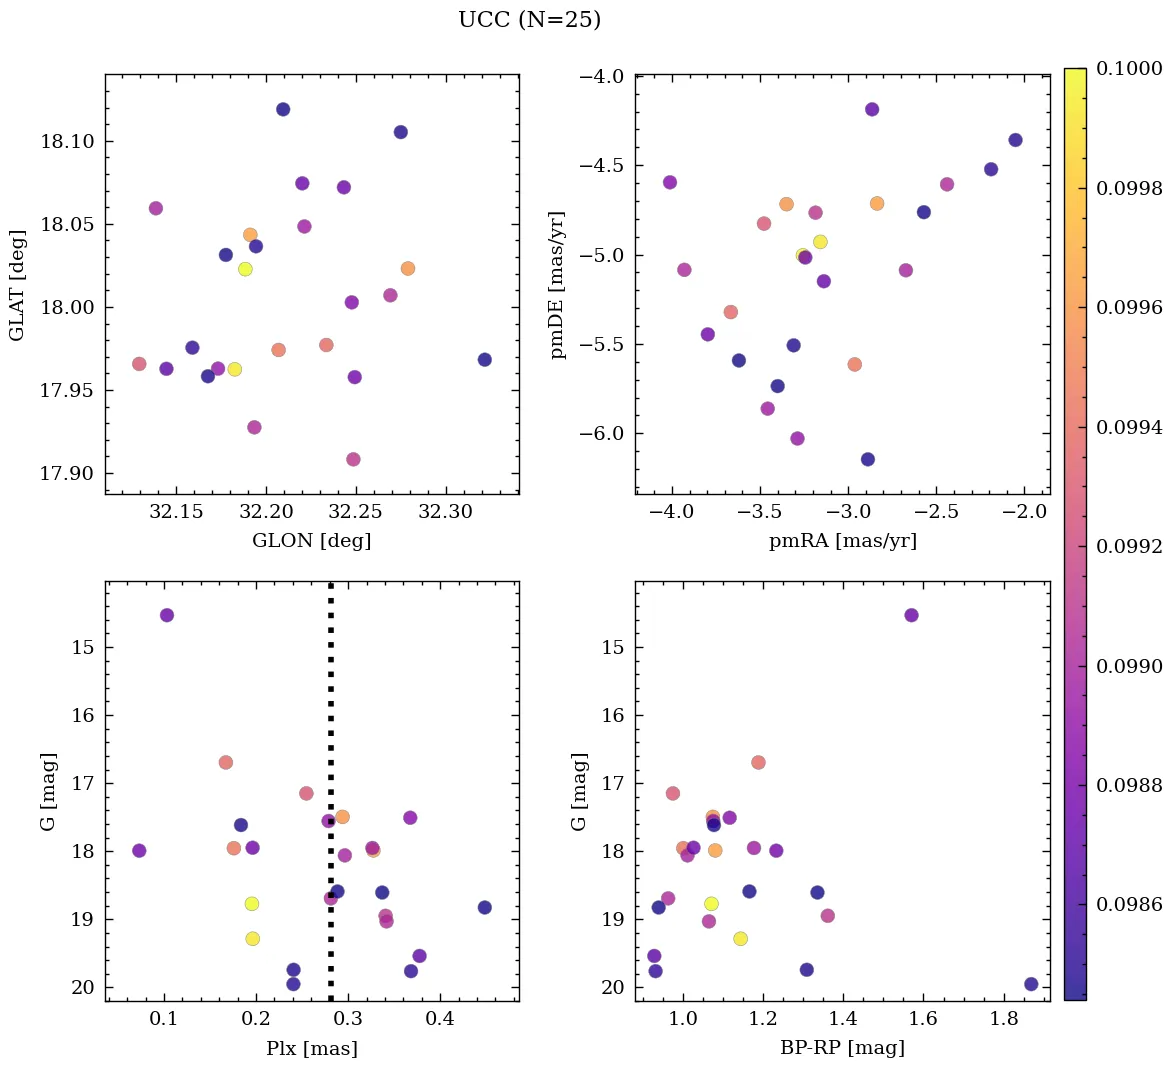 UCC (N=25)
18.10
18.05
18.00
17.95
17.90
GLAT [deg]
32.15 32.20 32.25 32.30
GLON [deg]
−4.0
−4.5
−5.0
−5.5
−6.0
pmDE [mas/yr]
−4.0 −3.5 −3.0 −2.5 −2.0
pmRA [mas/yr]
15
16
17
18
19
20
G [mag]
0.1 0.2 0.3 0.4
Plx [mas]
15
16
17
18
19
20
G [mag]
1.0 1.2 1.4 1.6 1.8
BP-RP [mag]
0.1000
0.0998
0.0996
0.0994
0.0992
0.0990
0.0988
0.0986